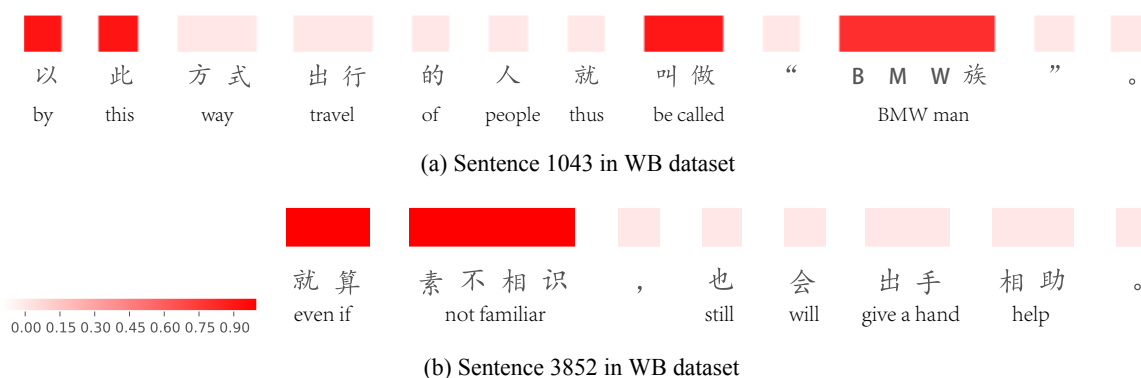 以 此 方式 出行 的 人 就 叫做 “ BMW族 ” 。
by this way travel of people thus be called BMW man
(a) Sentence 1043 in WB dataset
就算 素不相识 , 也 会 出手 相助 。
even if not familiar still will give a hand help
0.00 0.15 0.30 0.45 0.60 0.75 0.90
(b) Sentence 3852 in WB dataset